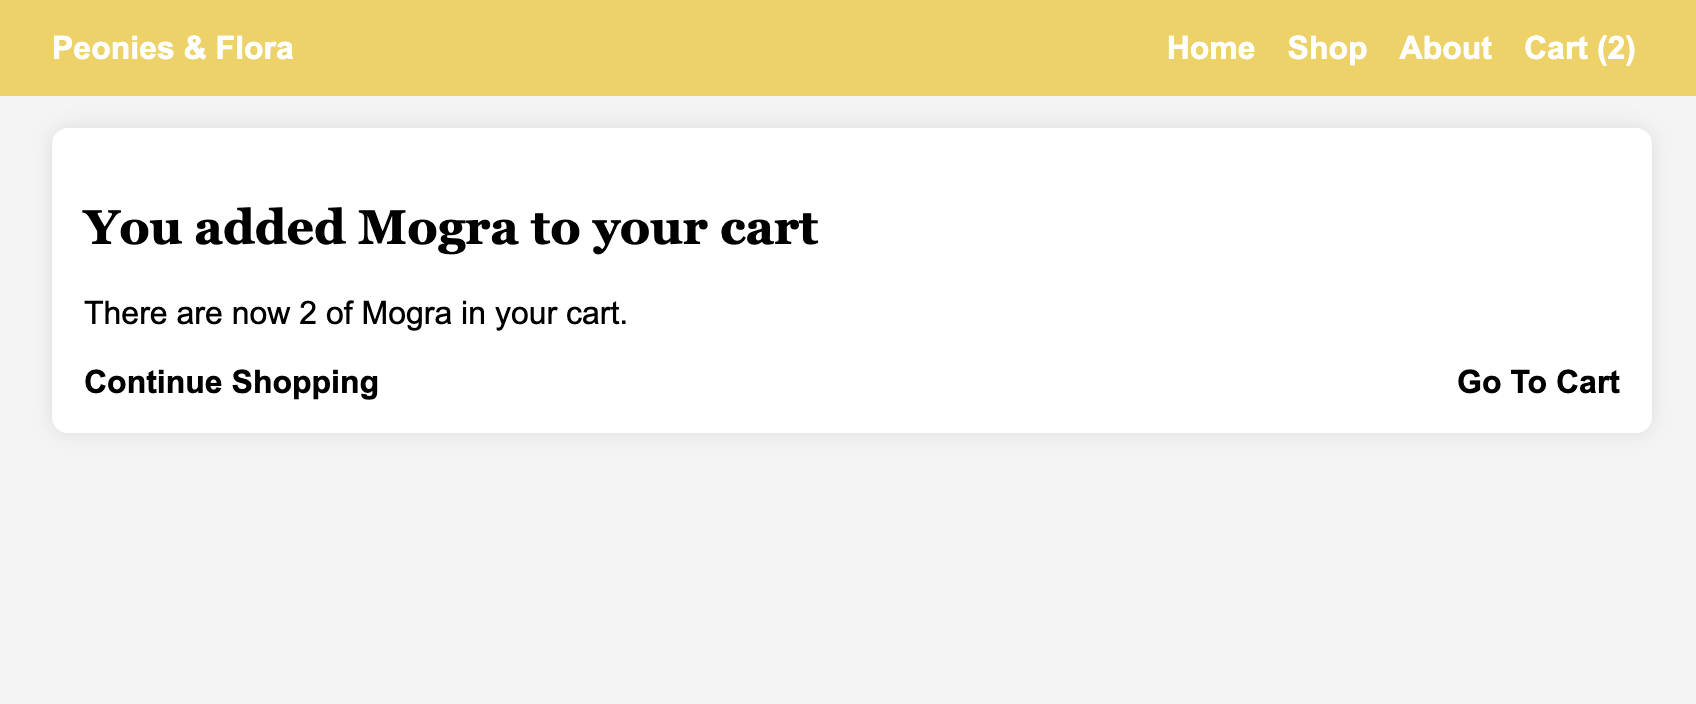 Peonies & Flora Home Shop About Cart (2)
You added Mogra to your cart
There are now 2 of Mogra in your cart.
Continue Shopping Go To Cart